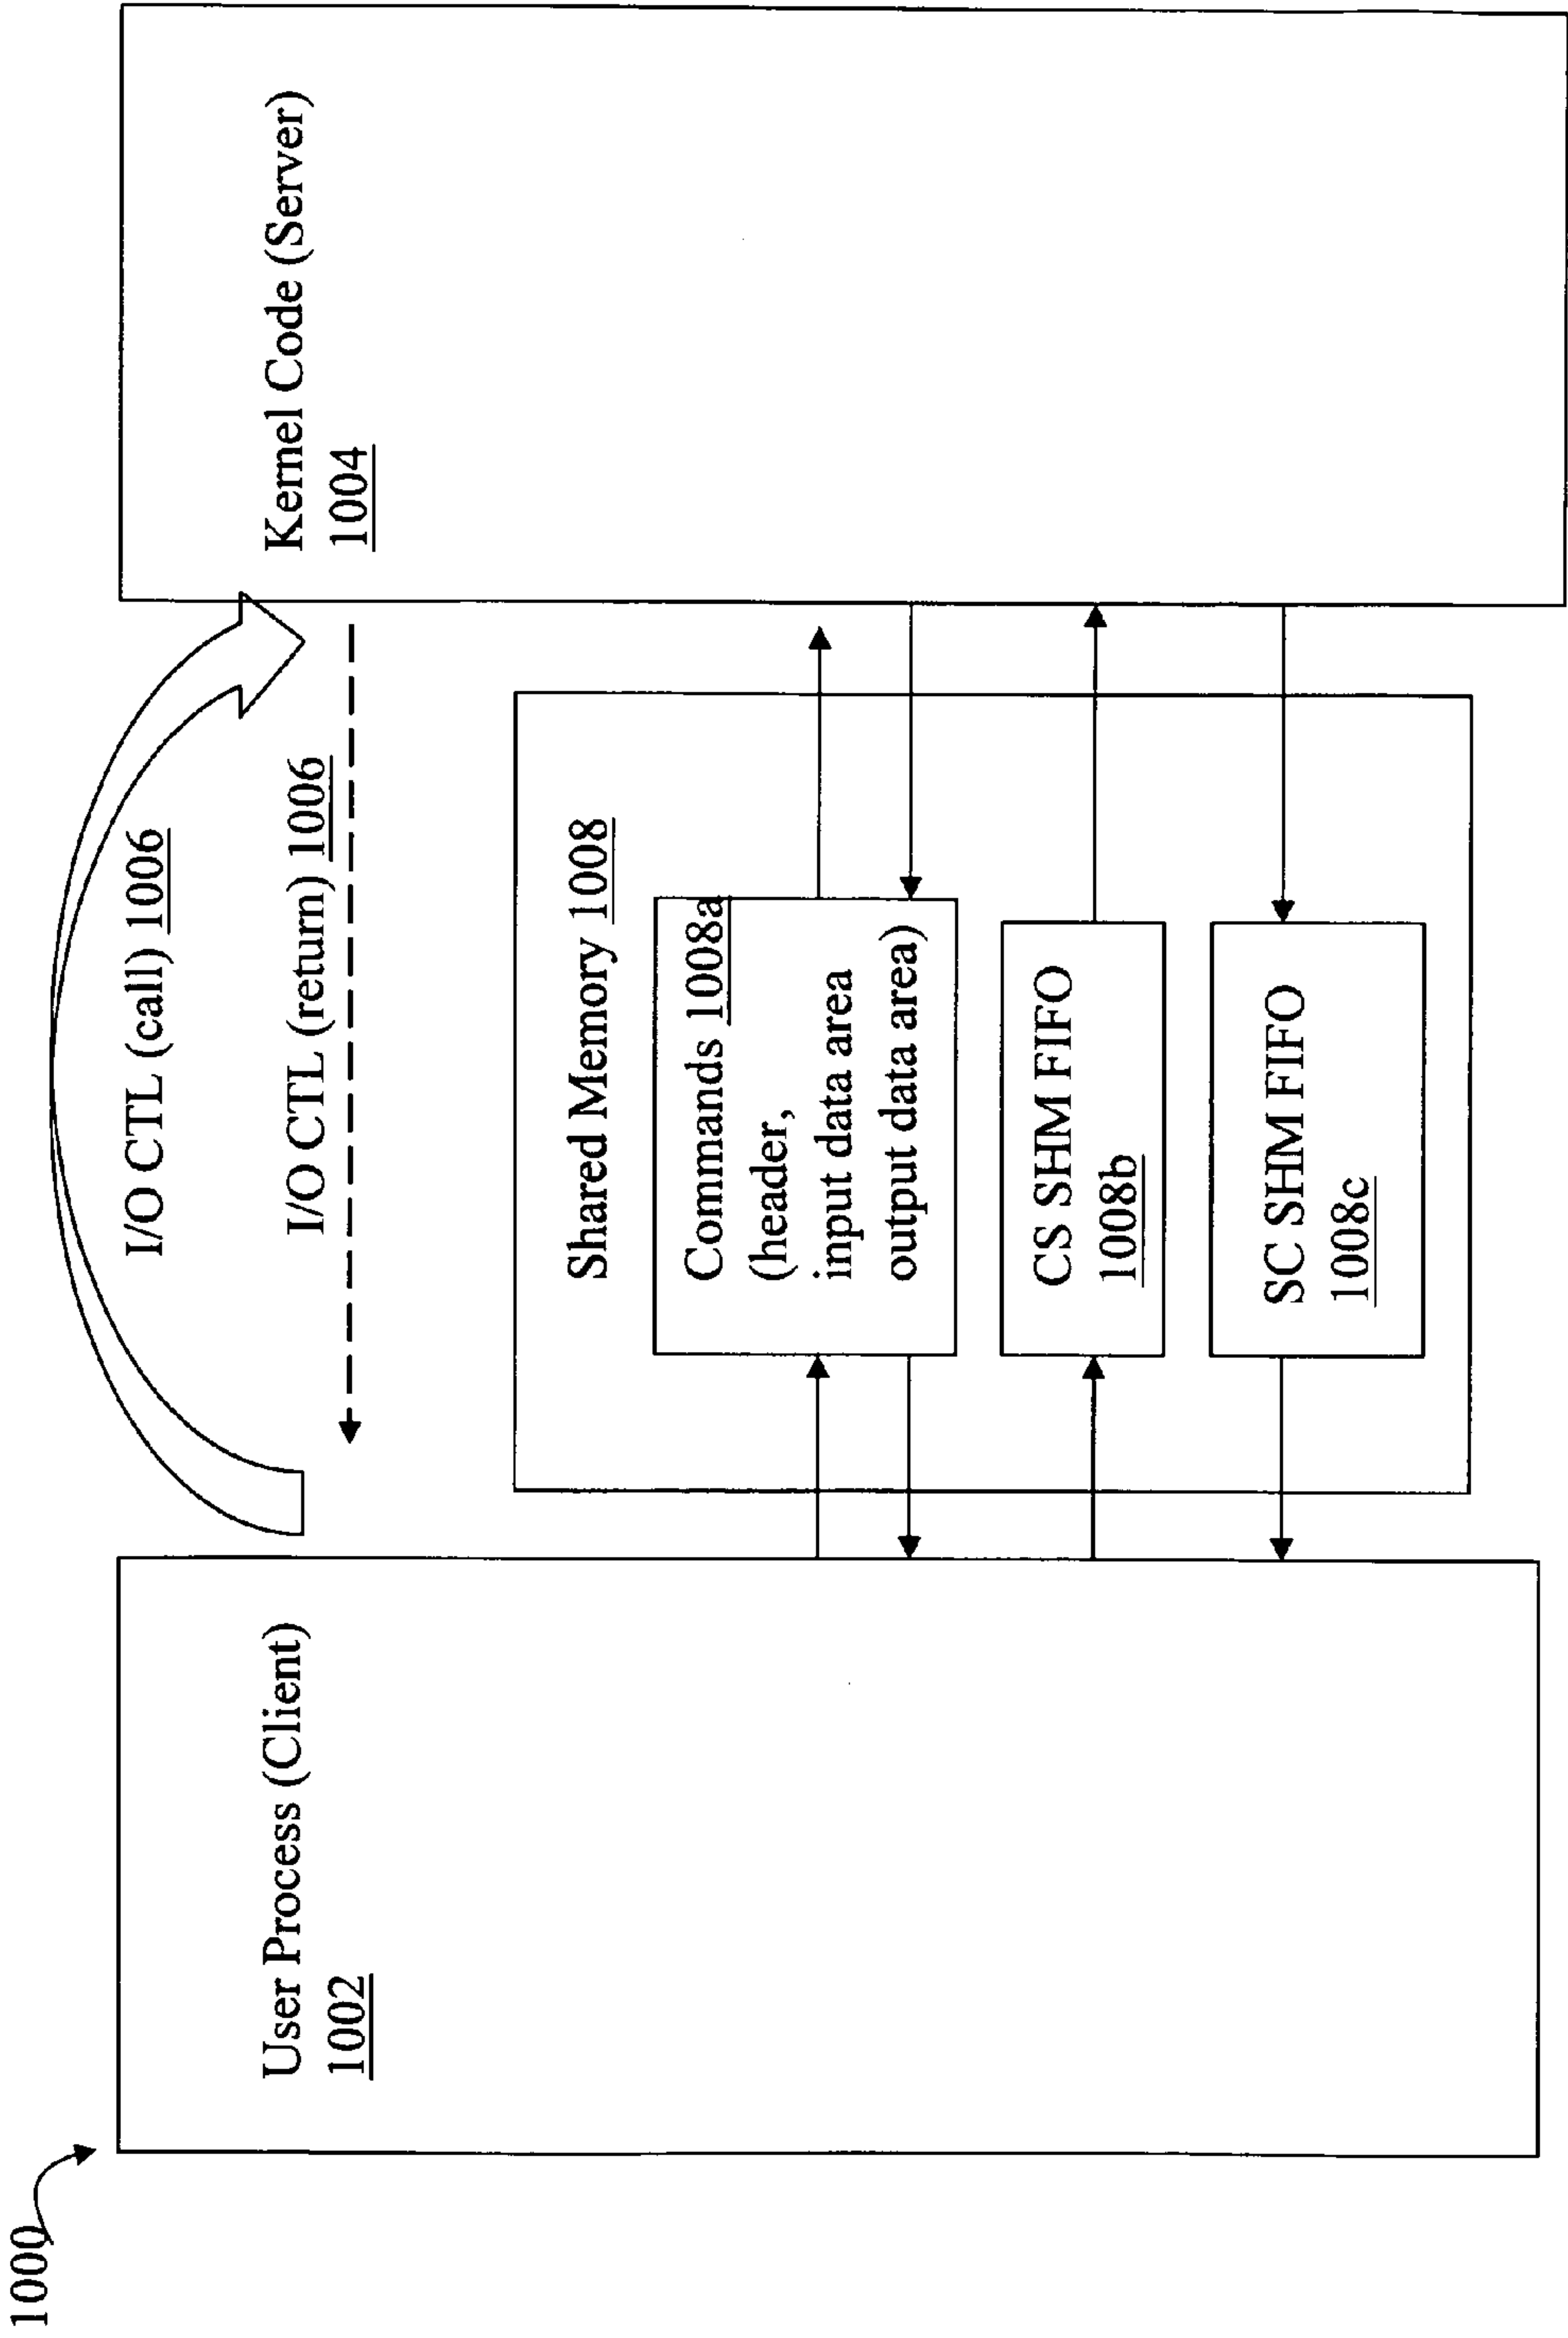 1000
User Process (Client)
1002
I/O CTL (call) 1006
I/O CTL (return) 1006
Shared Memory 1008
Commands 1008a
(header,
input data area
output data area)
CS SHM FIFO
1008b
SC SHM FIFO
1008c
Kernel Code (Server)
1004